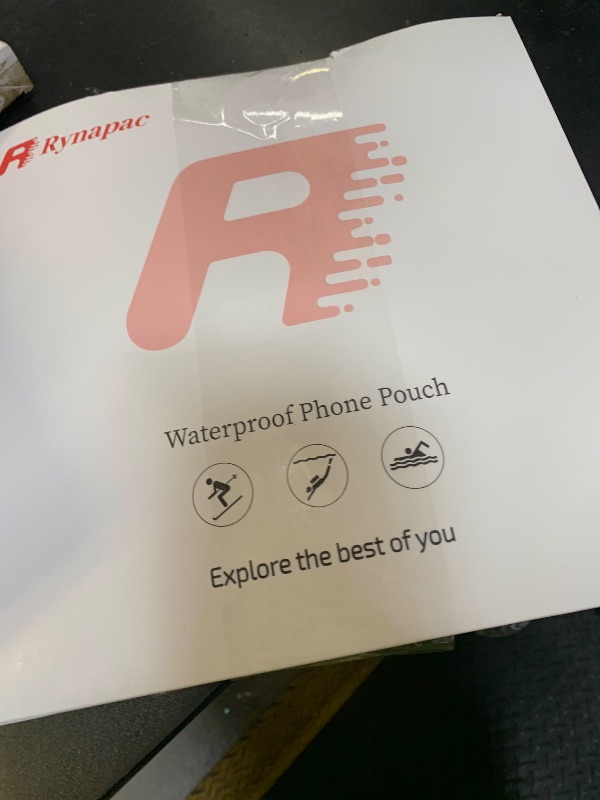 Rynapac
Waterproof Phone Pouch
Explore the best of you